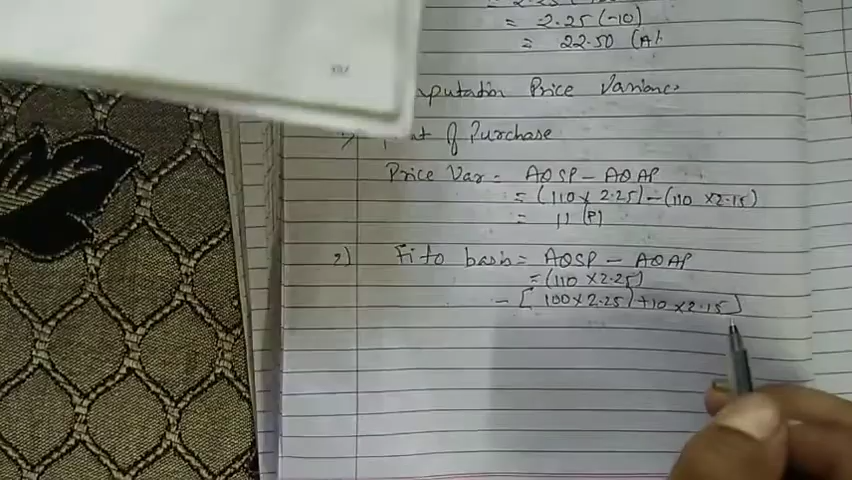 = 2.25 (-10)
= 22.50 (A)
Price Variance
of Purchase
Price Var = AQSP - AQAP
= (110 x 2.25) - (110 x 2.15)
= 11 (F)
2) Fifo basis = AQSP - AQAP
= (110 x 2.25)
- [ 100 x 2.25) + 10 x 2.15 ]